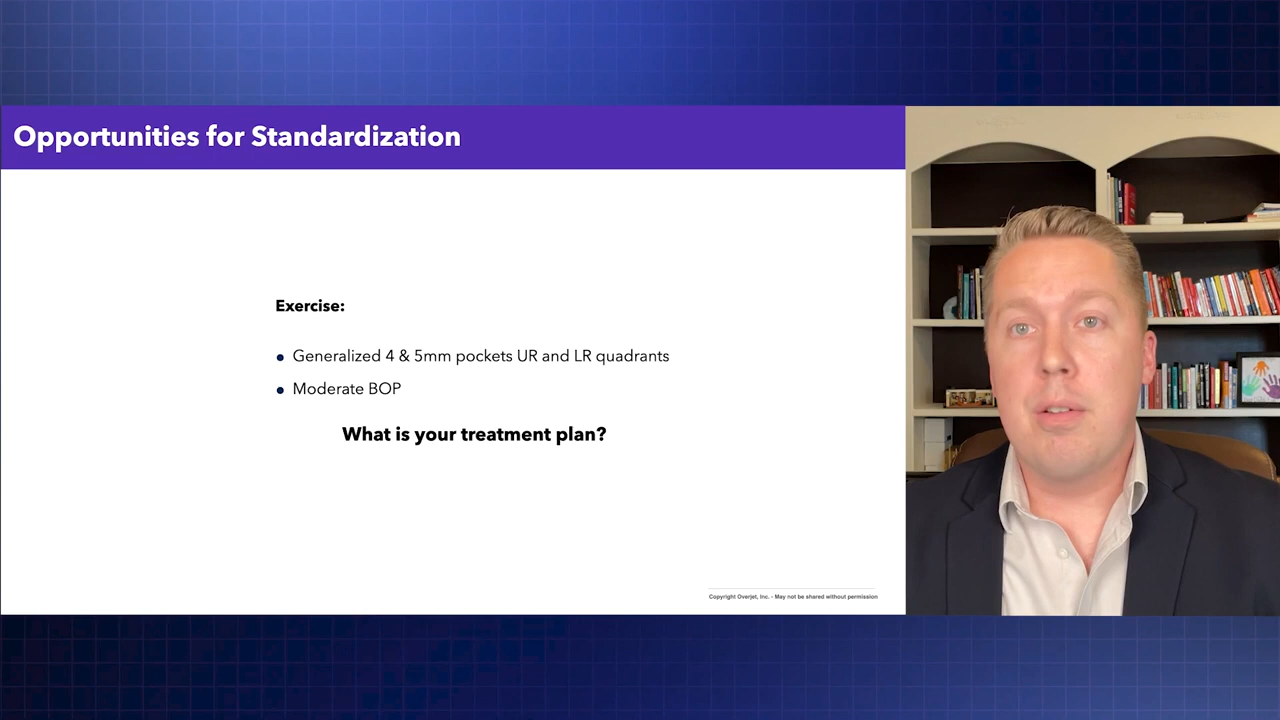 Opportunities for Standardization
Exercise:
● Generalized 4 & 5mm pockets UR and LR quadrants
● Moderate BOP
What is your treatment plan?
Copyright Overjet, Inc. - May not be shared without permission